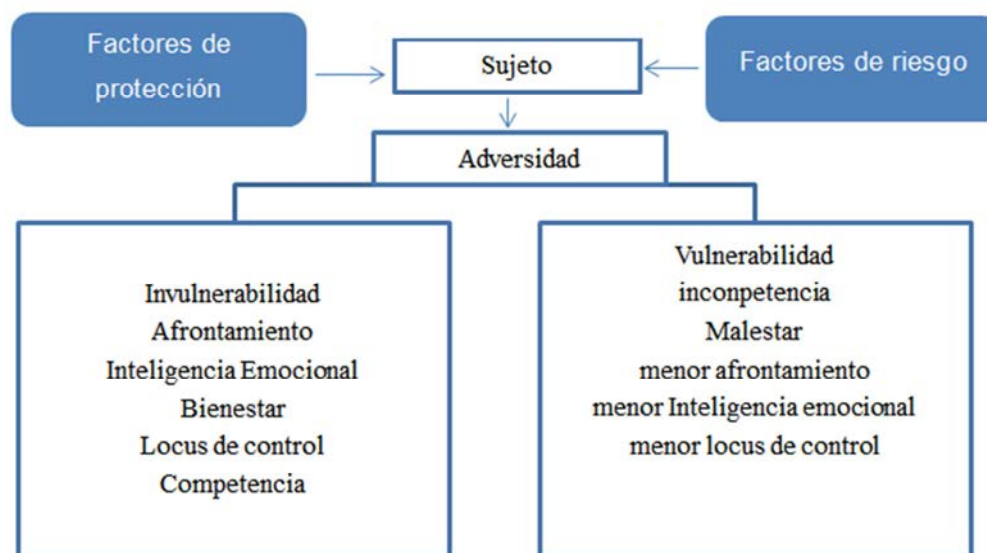 Factores de
protección
Sujeto
Factores de riesgo
Adversidad
Invulnerabilidad
Afrontamiento
Inteligencia Emocional
Bienestar
Locus de control
Competencia
Vulnerabilidad
inconpetencia
Malestar
menor afrontamiento
menor Inteligencia emocional
menor locus de control